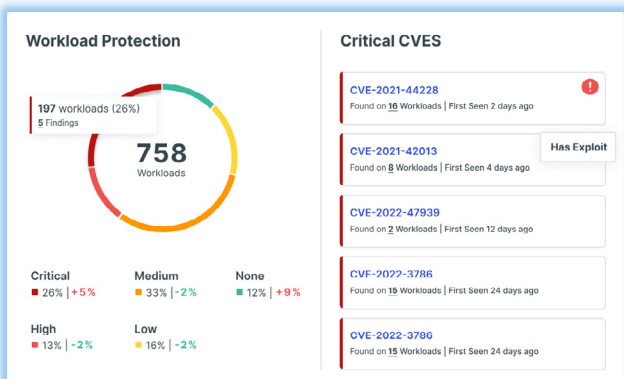 Workload Protection
197 workloads (26%)
5 Findings
758
Workloads
Critical
26% | +5%
Medium
33% | -2%
None
12% | +9%
High
13% | -2%
Low
16% | -2%
Critical CVES
CVE-2021-44228
Found on 16 Workloads | First Seen 2 days ago
!
CVE-2021-42013
Found on 8 Workloads | First Seen 4 days ago
Has Exploit
CVE-2022-47939
Found on 2 Workloads | First Seen 12 days ago
CVE-2022-3786
Found on 15 Workloads | First Seen 24 days ago
CVE-2022-3786
Found on 15 Workloads | First Seen 24 days ago